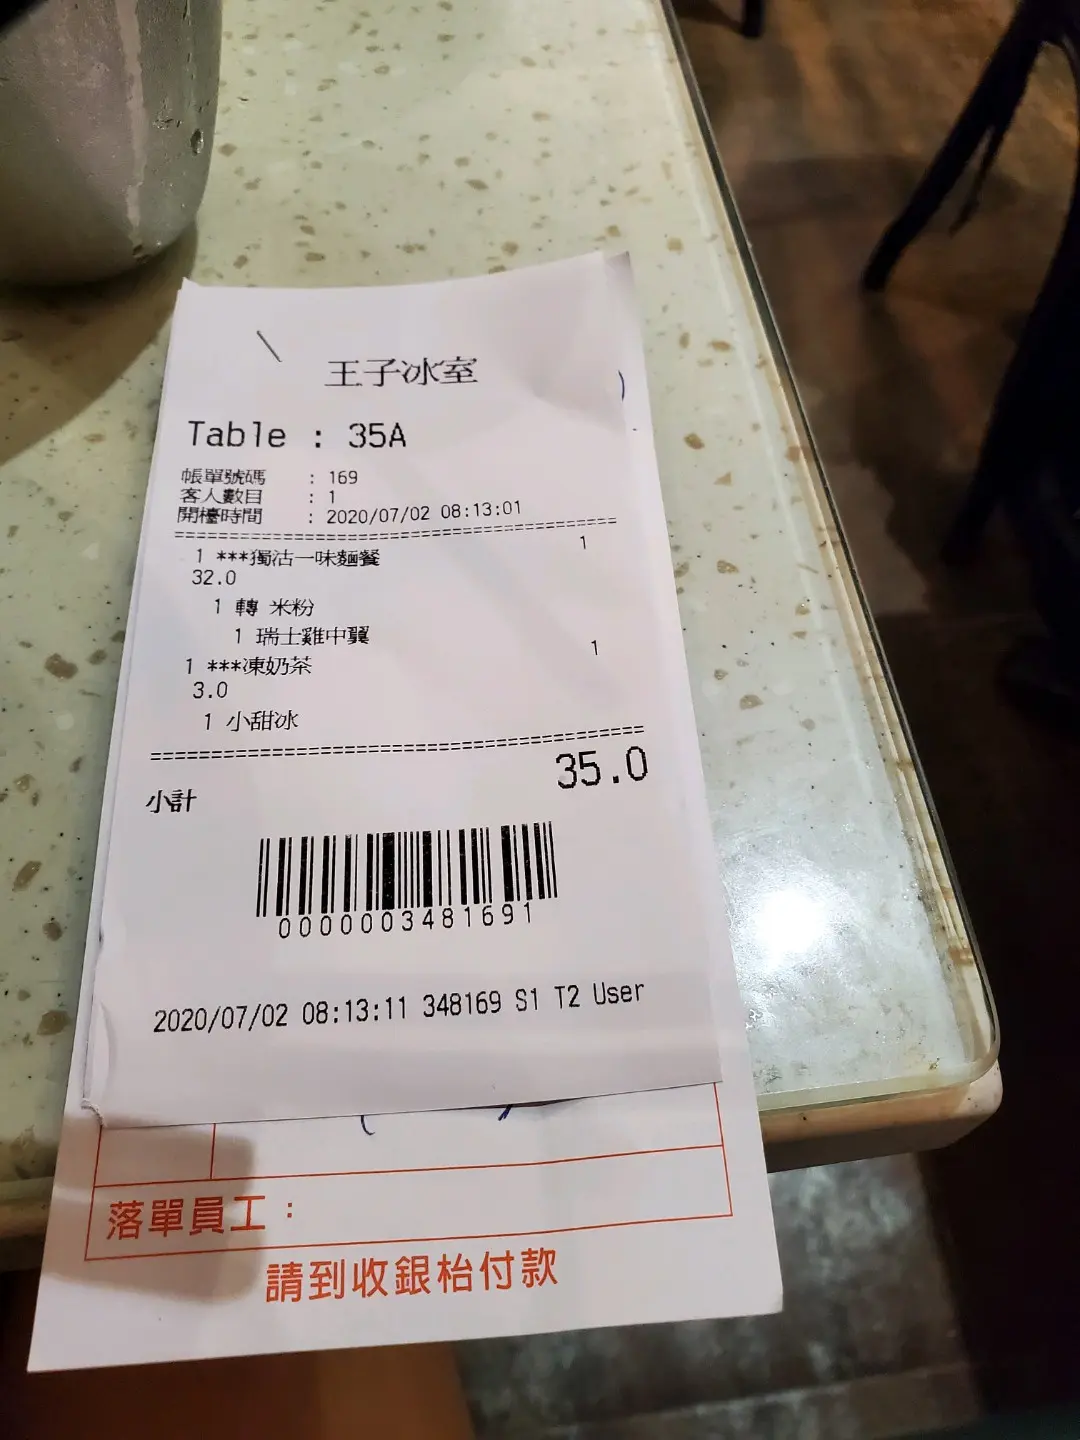 王子冰室
Table : 35A
帳單號碼 : 169
客人數目 : 1
開檯時間 : 2020/07/02 08:13:01
1 ***獨沽一味麵餐 1
32.0
1 轉 米粉
1 瑞士雞中翼
1 ***凍奶茶 1
3.0
1 小甜冰
35.0
小計
0000003481691
2020/07/02 08:13:11 348169 S1 T2 User
落單員工：
請到收銀枱付款